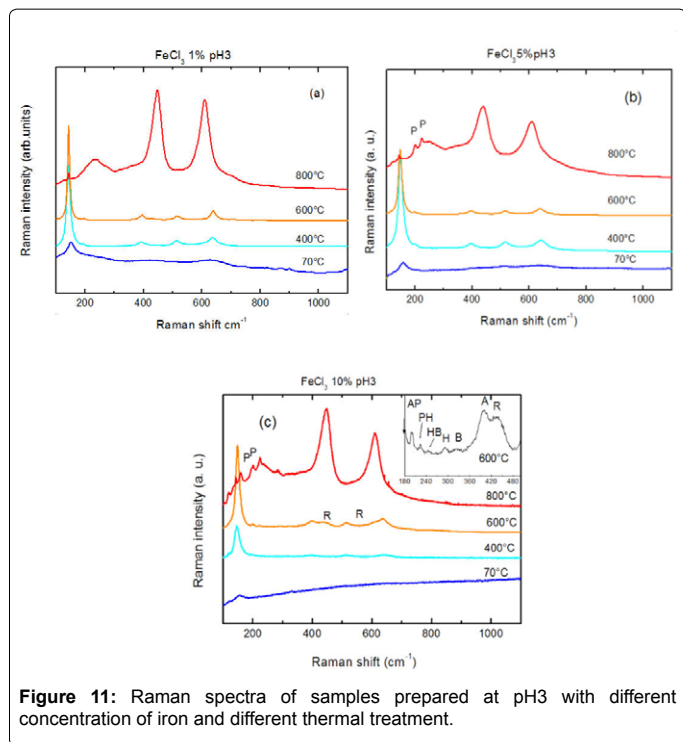 FeCl3 1% pH3
(a)
800°C
600°C
400°C
70°C
Raman intensity (arb.units)
200 400 600 800 1000
Raman shift cm-1
FeCl3 5%pH3
(b)
P P
800°C
600°C
400°C
70°C
Raman intensity (a. u.)
200 400 600 800 1000
Raman shift (cm-1)
FeCl3 10% pH3
(c)
P P
AP
PH
HB H B
A R
600°C
180 240 300 360 420 480
800°C
R R
600°C
400°C
70°C
Raman intensity (a. u.)
200 400 600 800 1000
Raman shift (cm-1)
Figure 11: Raman spectra of samples prepared at pH3 with different
concentration of iron and different thermal treatment.